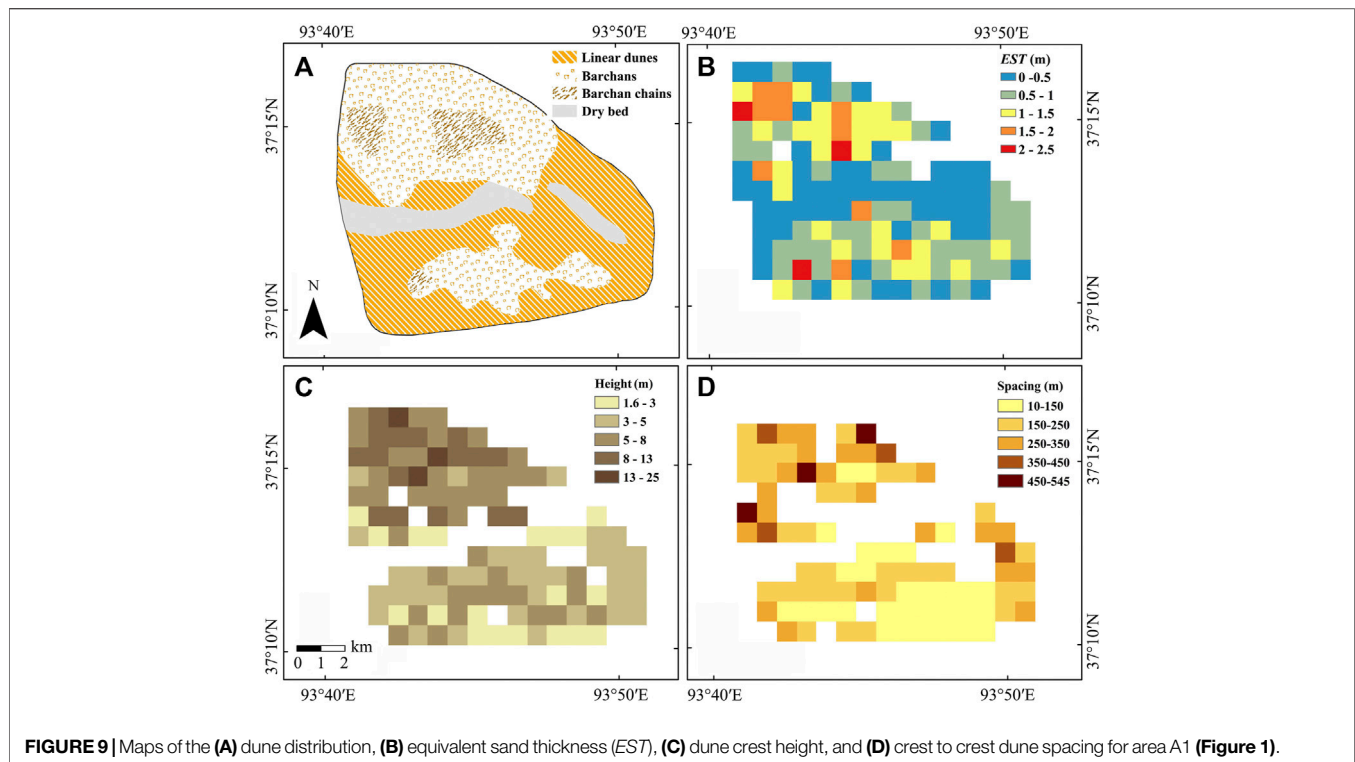 93°40′E
93°50′E
93°40′E
93°50′E
A
Linear dunes
Barchans
Barchan chains
Dry bed
37°15′N
37°10′N
N
B
EST (m)
0 -0.5
0.5 - 1
1 - 1.5
1.5 - 2
2 - 2.5
37°15′N
37°10′N
C
Height (m)
1.6 - 3
3 - 5
5 - 8
8 - 13
13 - 25
37°15′N
37°10′N
0 1 2 km
D
Spacing (m)
10-150
150-250
250-350
350-450
450-545
37°15′N
37°10′N
93°40′E
93°50′E
93°40′E
93°50′E
FIGURE 9 | Maps of the (A) dune distribution, (B) equivalent sand thickness (EST), (C) dune crest height, and (D) crest to crest dune spacing for area A1 (Figure 1).